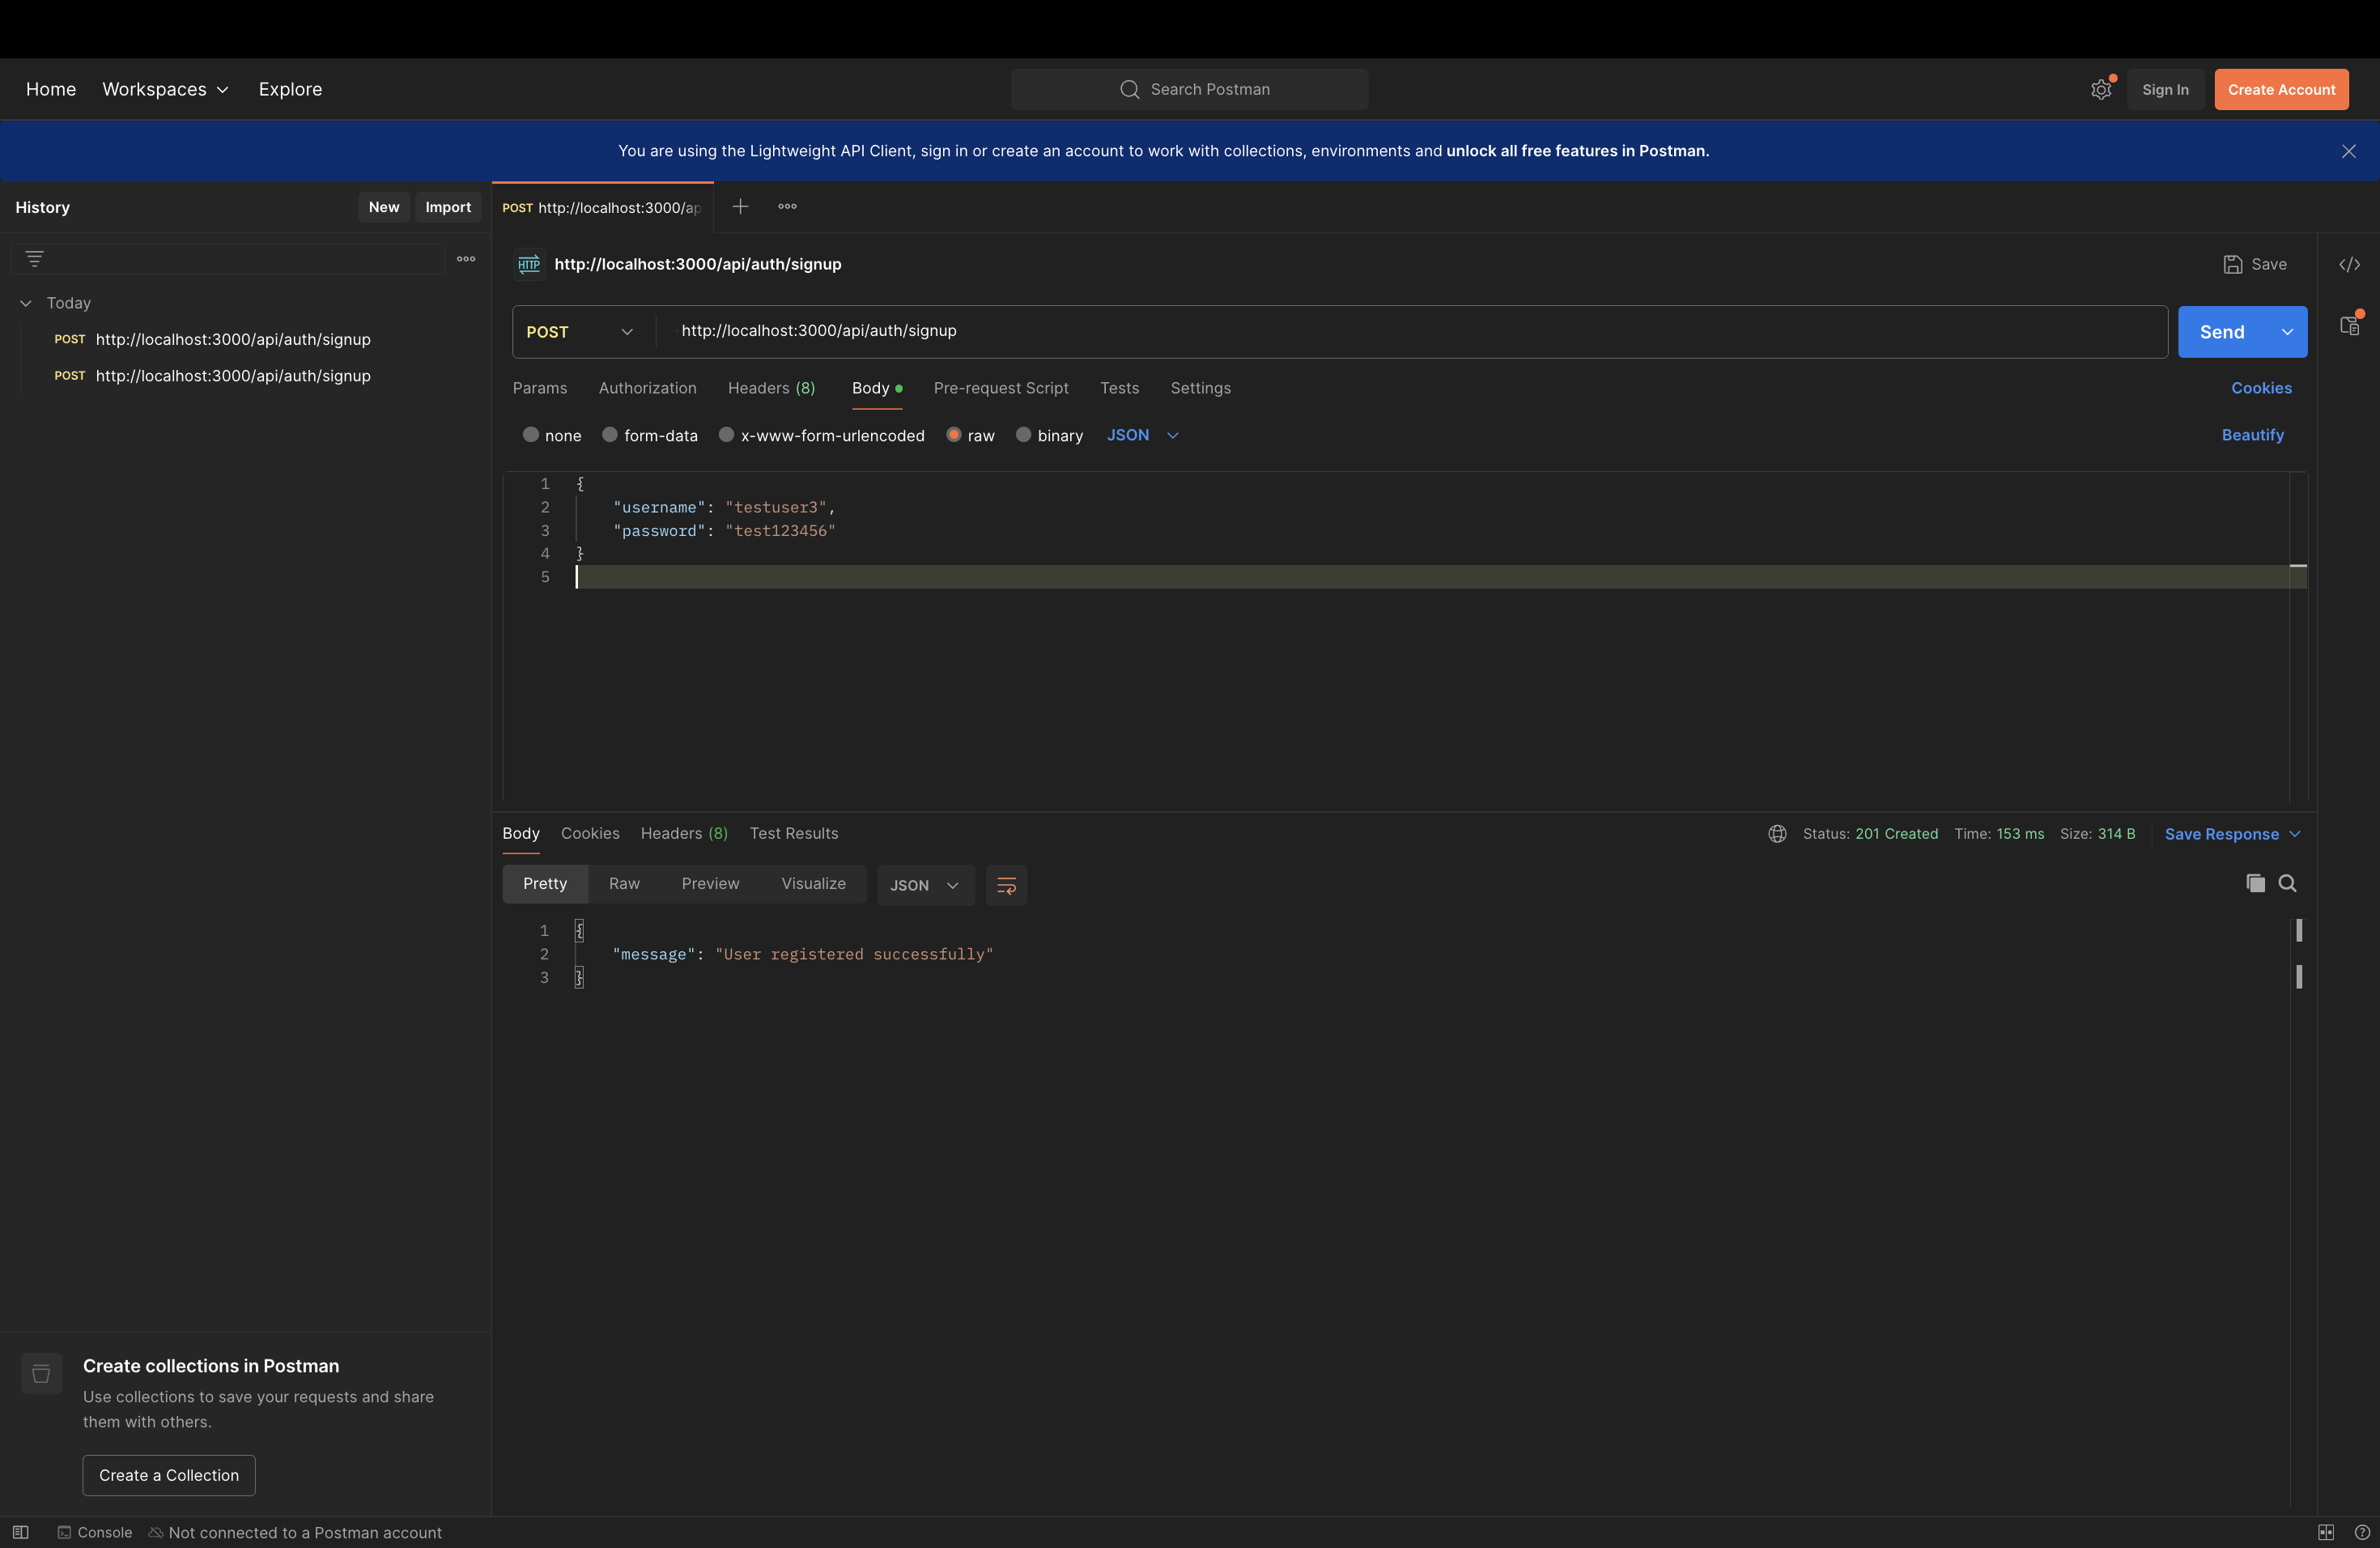 Home Workspaces Explore Search Postman Sign In Create Account
You are using the Lightweight API Client, sign in or create an account to work with collections, environments and unlock all free features in Postman.
History New Import
Today
POST http://localhost:3000/api/auth/signup
POST http://localhost:3000/api/auth/signup
POST http://localhost:3000/ap
HTTP http://localhost:3000/api/auth/signup Save
POST http://localhost:3000/api/auth/signup Send
Params Authorization Headers (8) Body Pre-request Script Tests Settings Cookies
none form-data x-www-form-urlencoded raw binary JSON Beautify
1 {
2 "username": "testuser3",
3 "password": "test123456"
4 }
5
Body Cookies Headers (8) Test Results Status: 201 Created Time: 153 ms Size: 314 B Save Response
Pretty Raw Preview Visualize JSON
1 {
2 "message": "User registered successfully"
3 }
Create collections in Postman
Use collections to save your requests and share
them with others.
Create a Collection
Console Not connected to a Postman account